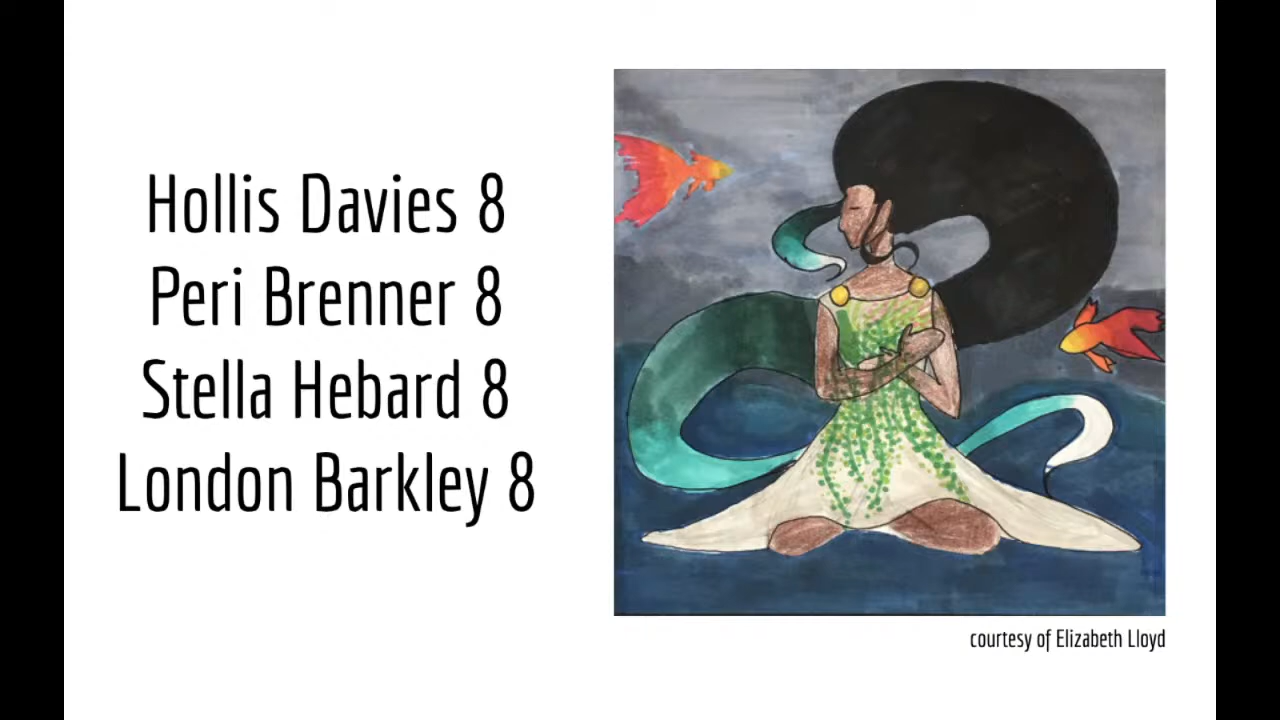 Hollis Davies 8
Peri Brenner 8
Stella Hebard 8
London Barkley 8
courtesy of Elizabeth Lloyd